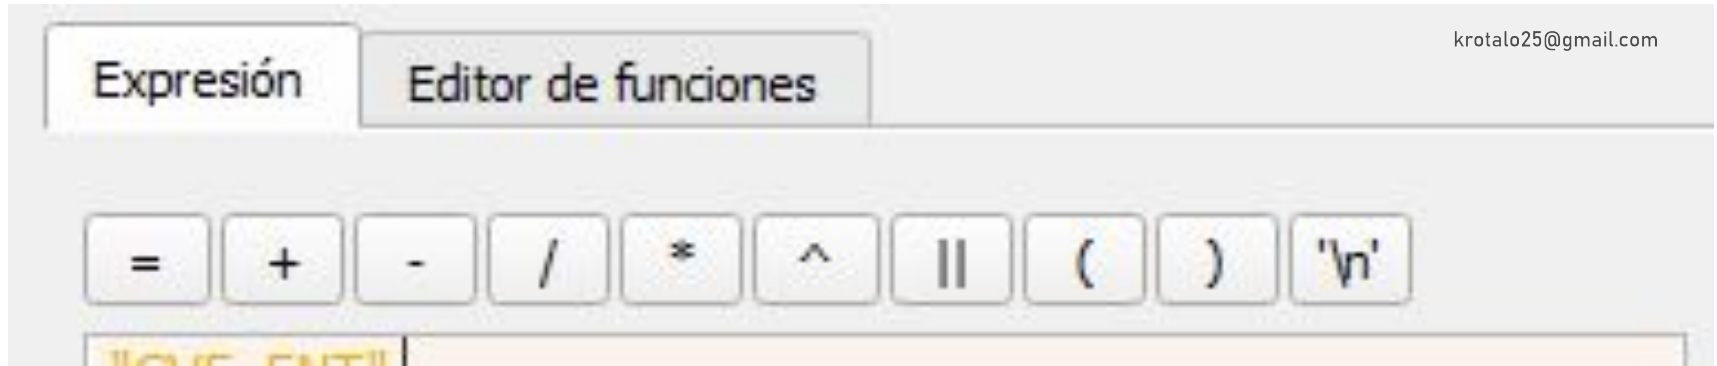 krotalo25@gmail.com
Expresión Editor de funciones
= + - / * ^ || ( ) '\n'